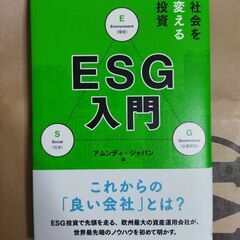 社会を
変える
投資
E
Environment
(環境)
ESG
入門
S
Social
(社会)
G
Governance
(企業統治)
アムンディ・ジャパン
編
これからの
「良い会社」とは?
ESG投資で先頭を走る、欧州最大の資産運用会社が、
世界最先端のノウハウを初めて明かす。